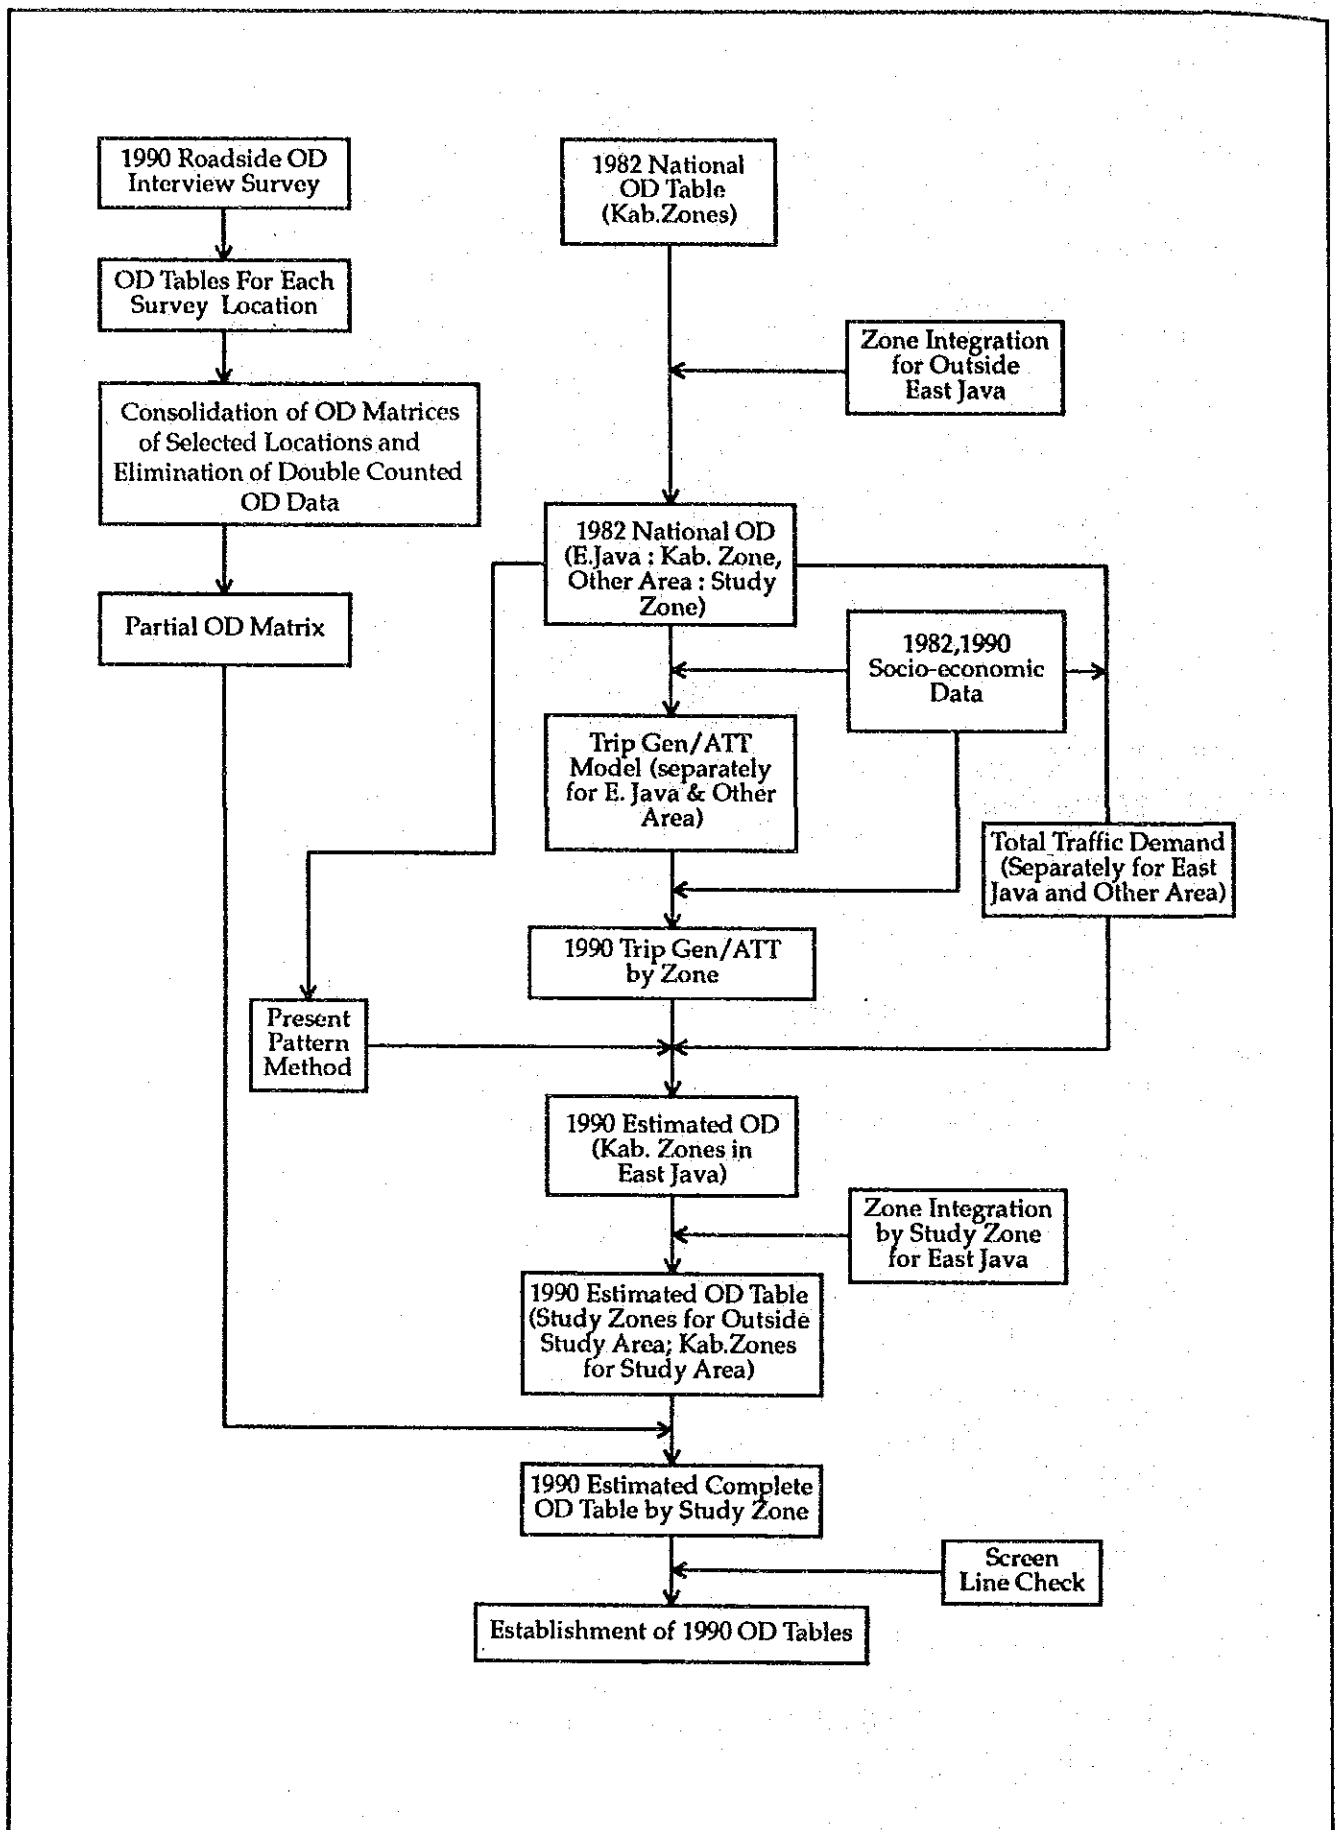 1990 Roadside OD
Interview Survey
OD Tables For Each
Survey Location
Consolidation of OD Matrices
of Selected Locations and
Elimination of Double Counted
OD Data
Partial OD Matrix
1982 National
OD Table
(Kab.Zones)
Zone Integration
for Outside
East Java
1982 National OD
(E.Java : Kab. Zone,
Other Area : Study
Zone)
1982,1990
Socio-economic
Data
Trip Gen/ATT
Model (separately
for E. Java & Other
Area)
Total Traffic Demand
(Separately for East
Java and Other Area)
1990 Trip Gen/ATT
by Zone
Present
Pattern
Method
1990 Estimated OD
(Kab. Zones in
East Java)
Zone Integration
by Study Zone
for East Java
1990 Estimated OD Table
(Study Zones for Outside
Study Area; Kab.Zones
for Study Area)
1990 Estimated Complete
OD Table by Study Zone
Screen
Line Check
Establishment of 1990 OD Tables